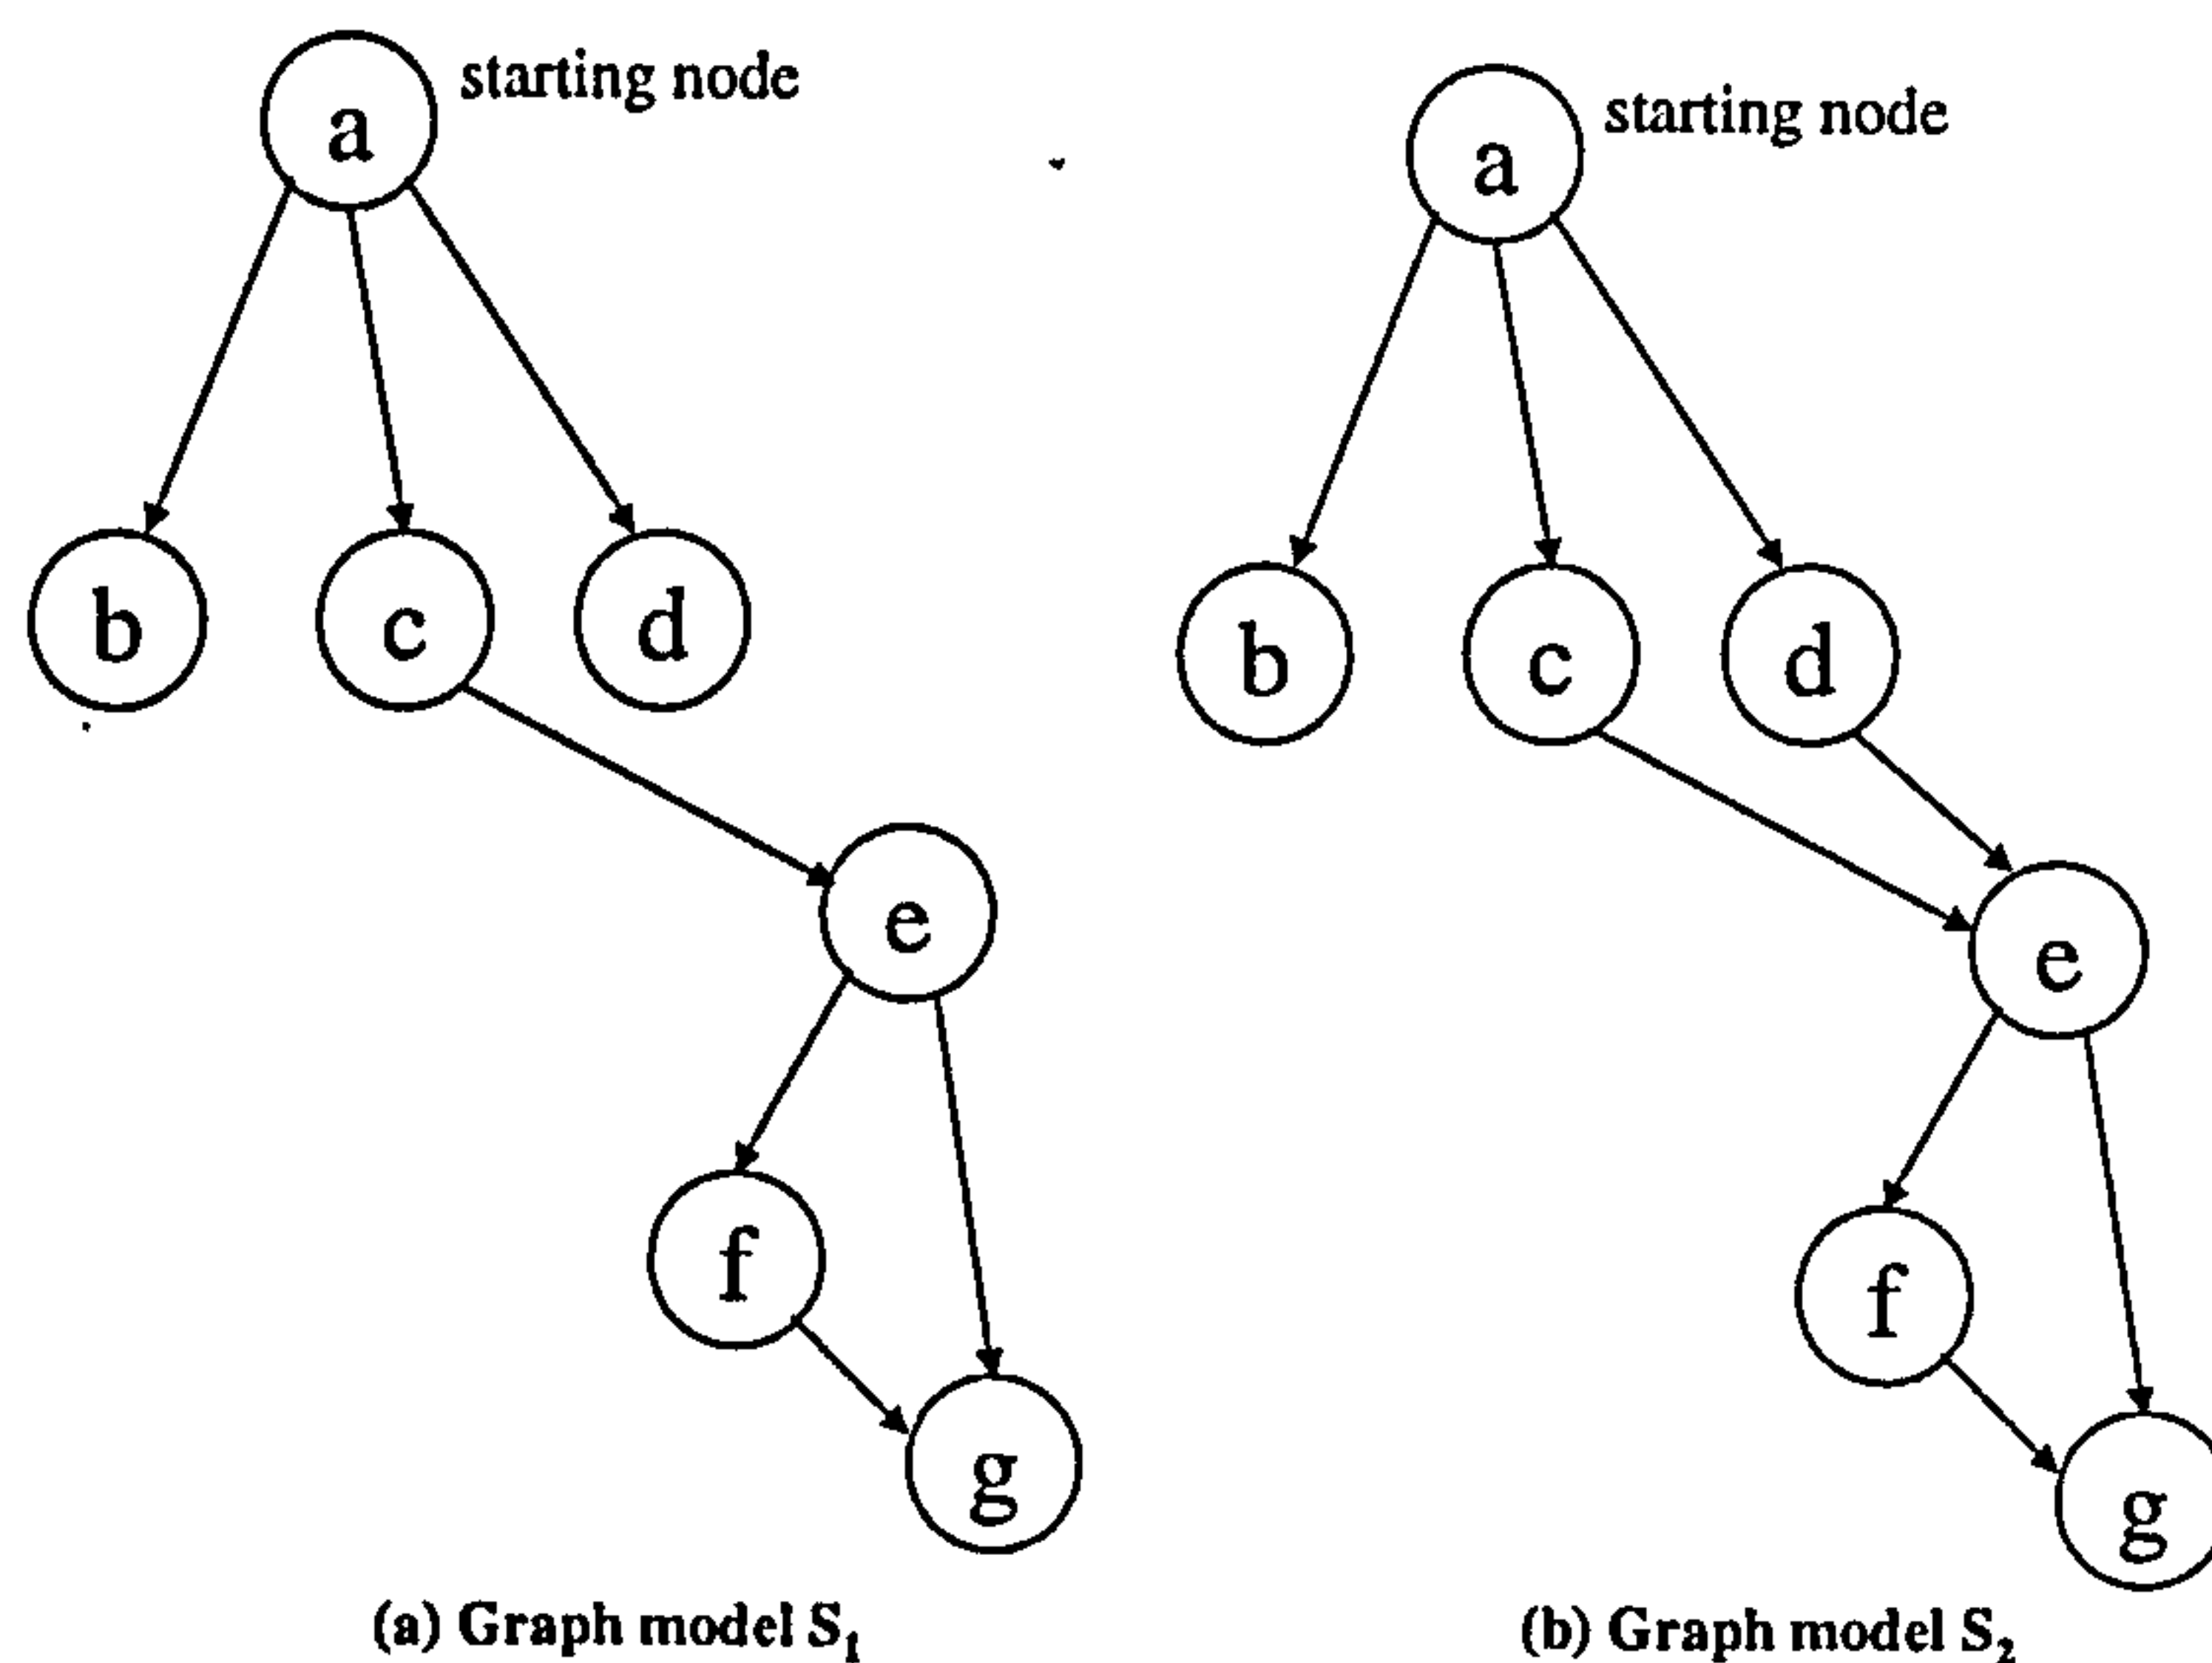 a
starting node
b
c
d
e
f
g
(a) Graph model S₁
a
starting node
b
c
d
e
f
g
(b) Graph model S₂